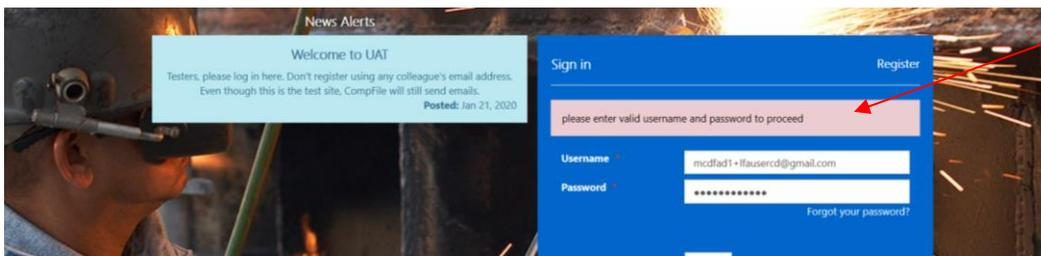 News Alerts
Welcome to UAT
Testers, please log in here. Don't register using any colleague's email address.
Even though this is the test site, CompFile will still send emails.
Posted: Jan 21, 2020
Sign in
Register
please enter valid username and password to proceed
Username *
mcdfad1+lfausercd@gmail.com
Password *
••••••••••••
Forgot your password?